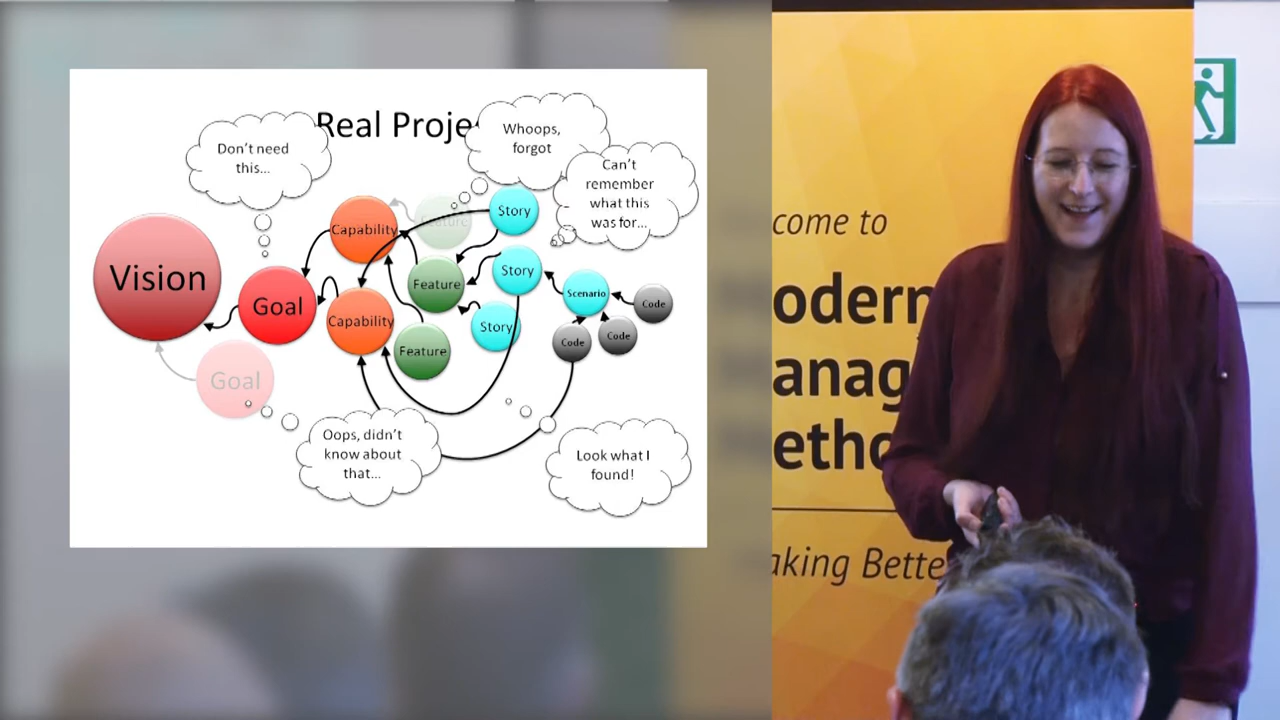 Real Proje
Don't need
this...
Whoops,
forgot
Can't
remember
what this
was for...
Vision
Goal
Goal
Capability
Capability
Feature
Feature
Feature
Story
Story
Story
Scenario
Code
Code
Code
Oops, didn't
know about
that...
Look what I
found!
come to
odern
anag
etho
aking Bette